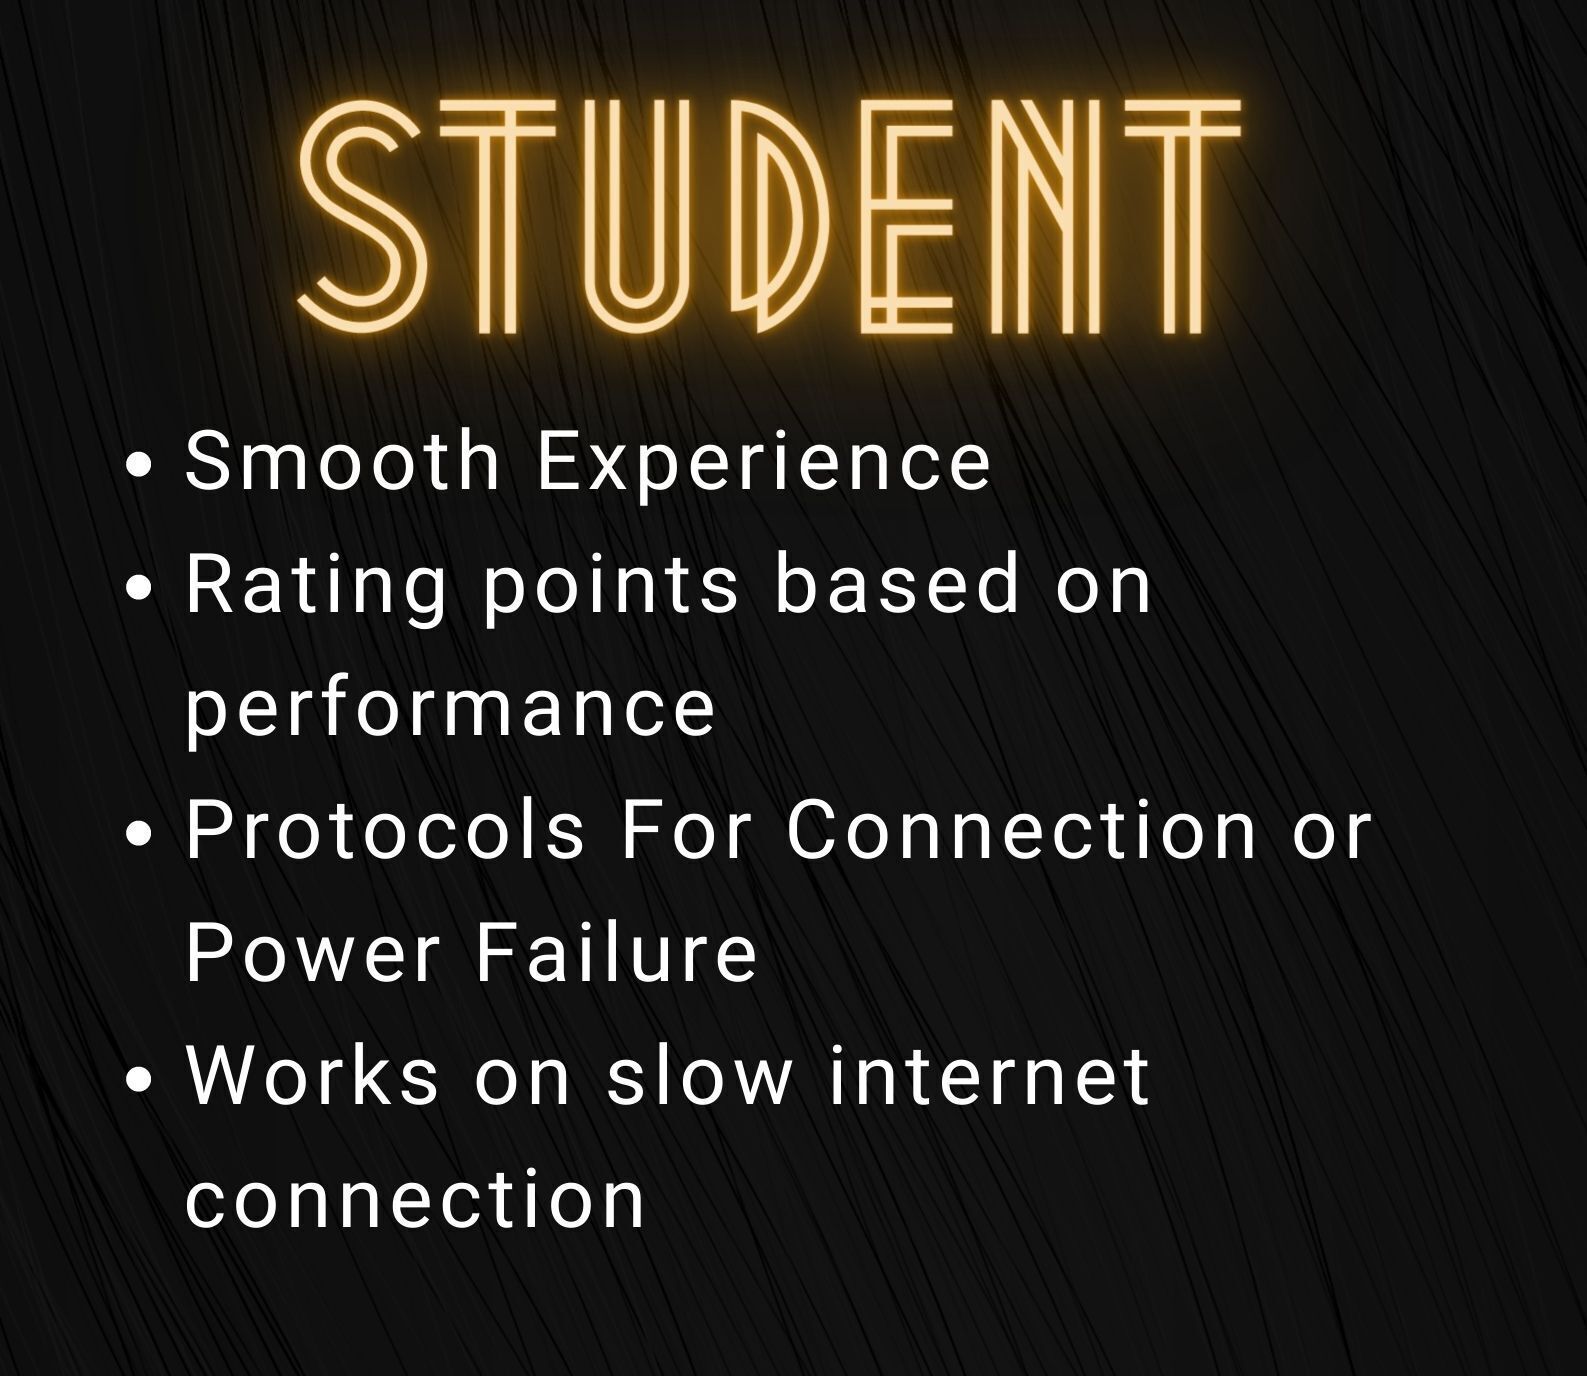 STUDENT
• Smooth Experience
• Rating points based on
performance
• Protocols For Connection or
Power Failure
• Works on slow internet
connection